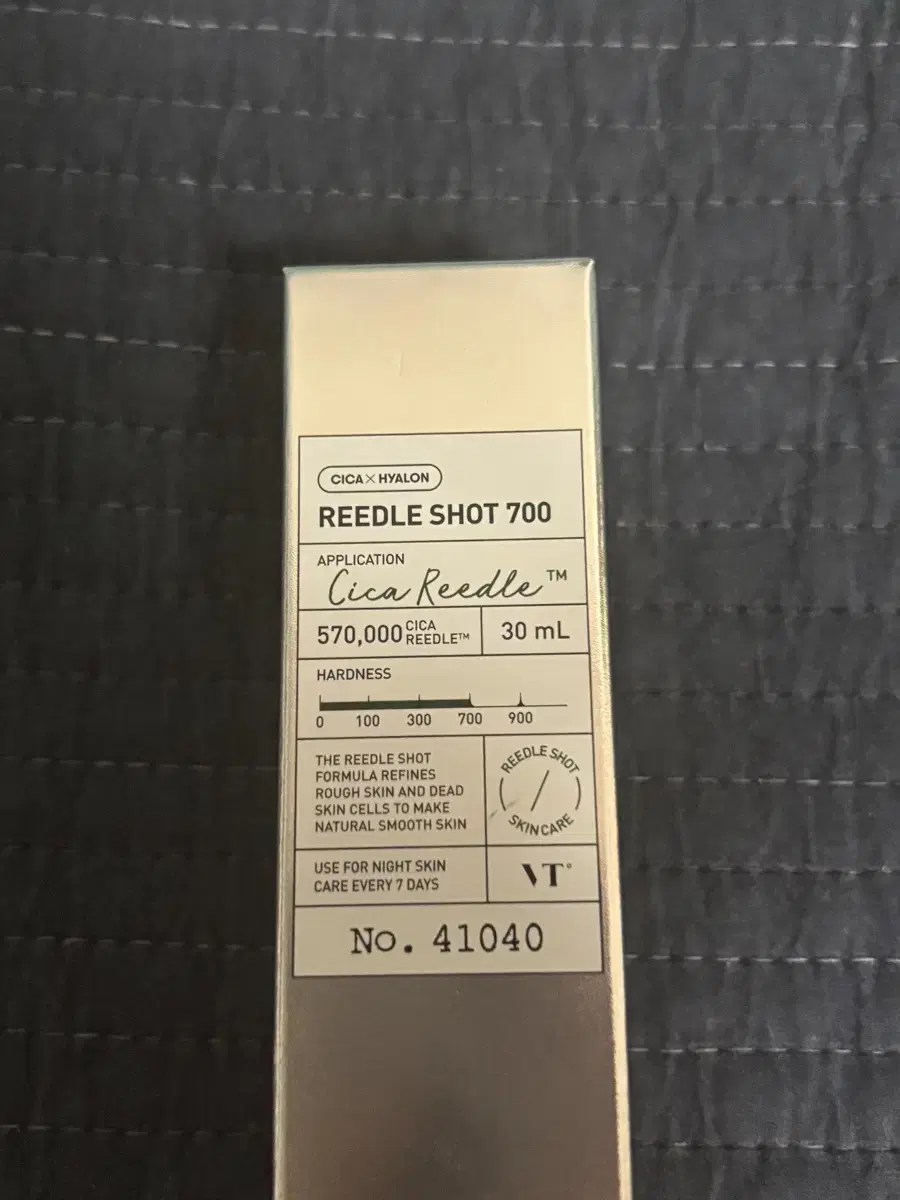 CICA×HYALON
REEDLE SHOT 700
APPLICATION
Cica Reedle™
570,000 CICA REEDLE™
30 mL
HARDNESS
0 100 300 700 900
THE REEDLE SHOT
FORMULA REFINES
ROUGH SKIN AND DEAD
SKIN CELLS TO MAKE
NATURAL SMOOTH SKIN
REEDLE SHOT
SKINCARE
USE FOR NIGHT SKIN
CARE EVERY 7 DAYS
VT°
No. 41040